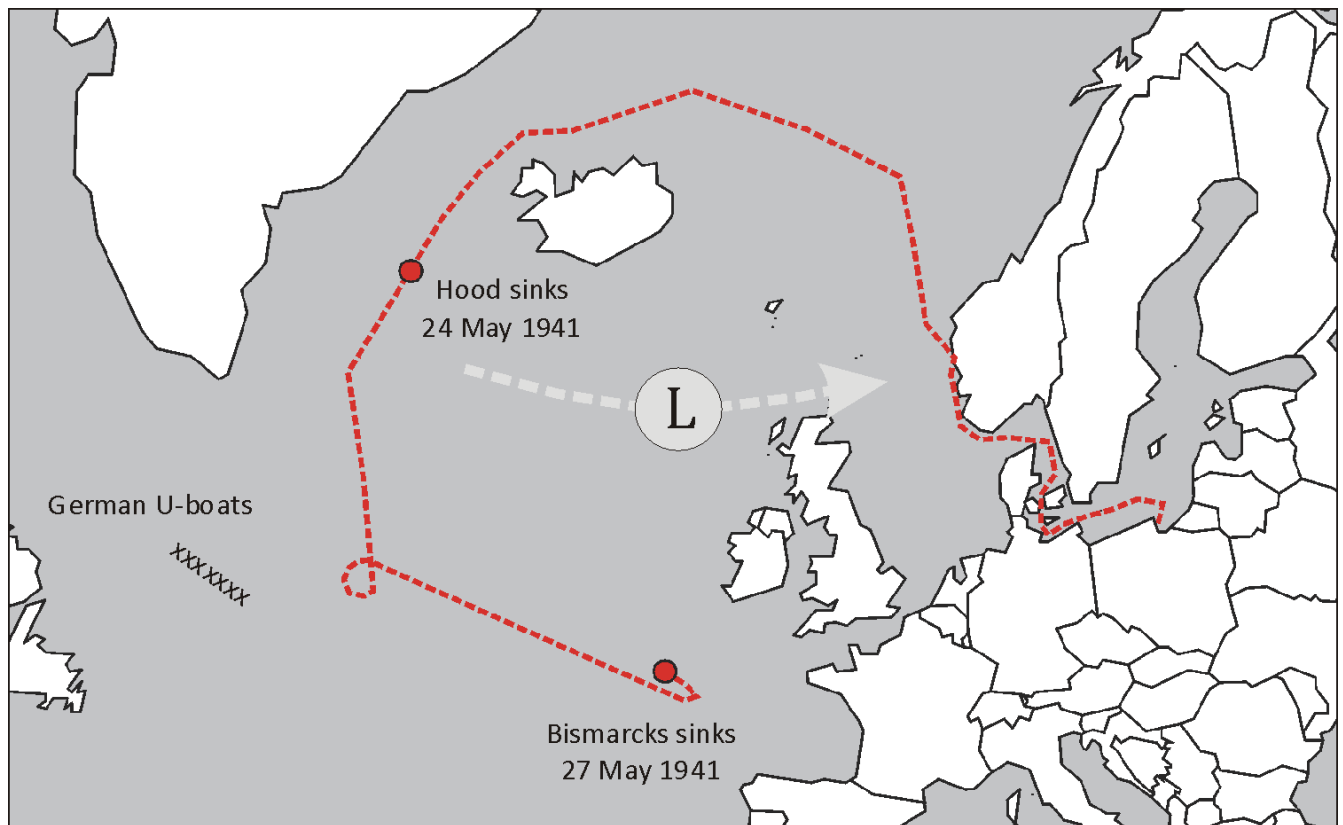 Hood sinks
24 May 1941
L
German U-boats
xxxxxxx
Bismarcks sinks
27 May 1941